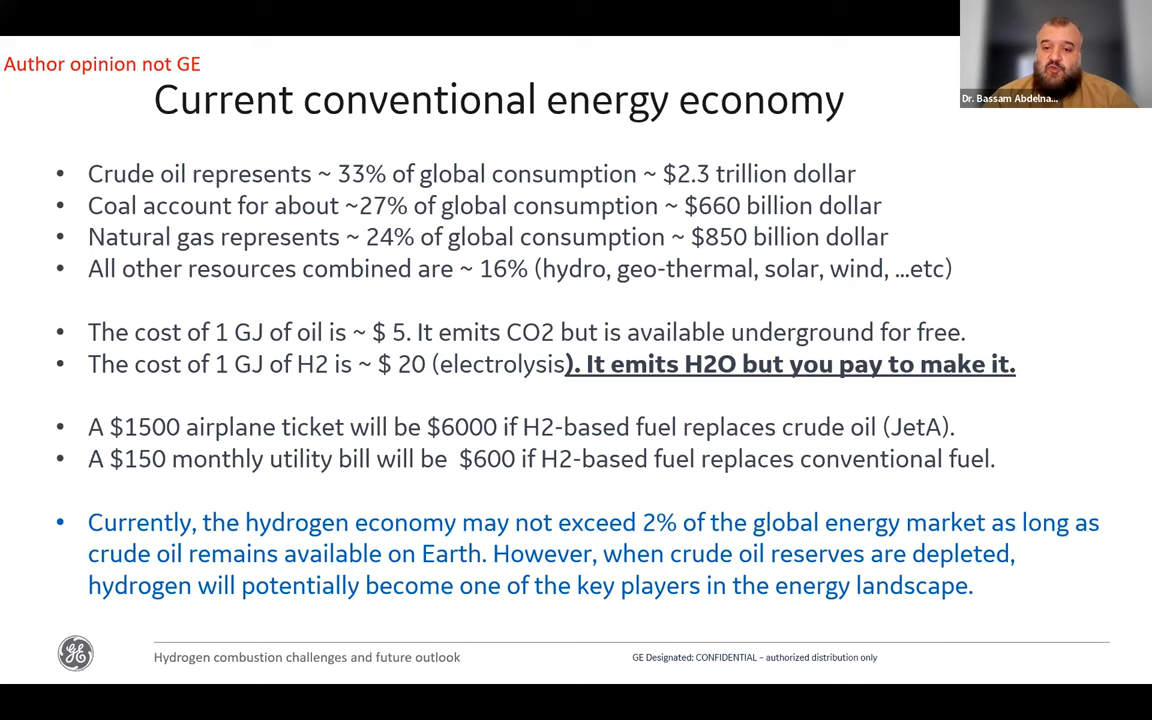 Author opinion not GE
Current conventional energy economy
Dr. Bassam Abdelna...
• Crude oil represents ~ 33% of global consumption ~ $2.3 trillion dollar
• Coal account for about ~27% of global consumption ~ $660 billion dollar
• Natural gas represents ~ 24% of global consumption ~ $850 billion dollar
• All other resources combined are ~ 16% (hydro, geo-thermal, solar, wind, ...etc)
• The cost of 1 GJ of oil is ~ $ 5. It emits CO2 but is available underground for free.
• The cost of 1 GJ of H2 is ~ $ 20 (electrolysis). It emits H2O but you pay to make it.
• A $1500 airplane ticket will be $6000 if H2-based fuel replaces crude oil (JetA).
• A $150 monthly utility bill will be  $600 if H2-based fuel replaces conventional fuel.
• Currently, the hydrogen economy may not exceed 2% of the global energy market as long as
crude oil remains available on Earth. However, when crude oil reserves are depleted,
hydrogen will potentially become one of the key players in the energy landscape.
GE
Hydrogen combustion challenges and future outlook
GE Designated: CONFIDENTIAL – authorized distribution only